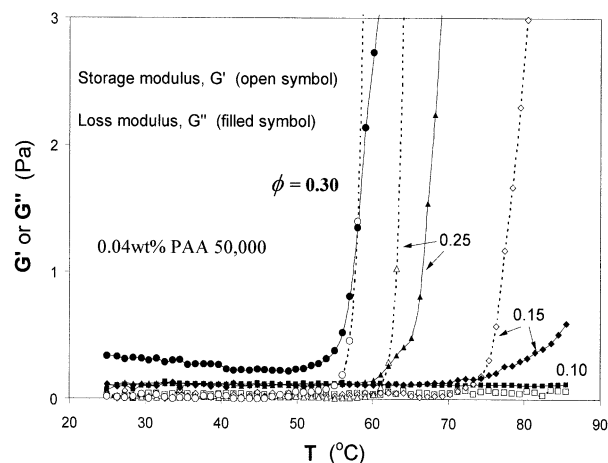 3
Storage modulus, G' (open symbol)
Loss modulus, G'' (filled symbol)
2
ϕ = 0.30
G' or G'' (Pa)
0.04wt% PAA 50,000
0.25
1
0.15
0.10
0
20 30 40 50 60 70 80 90
T (°C)